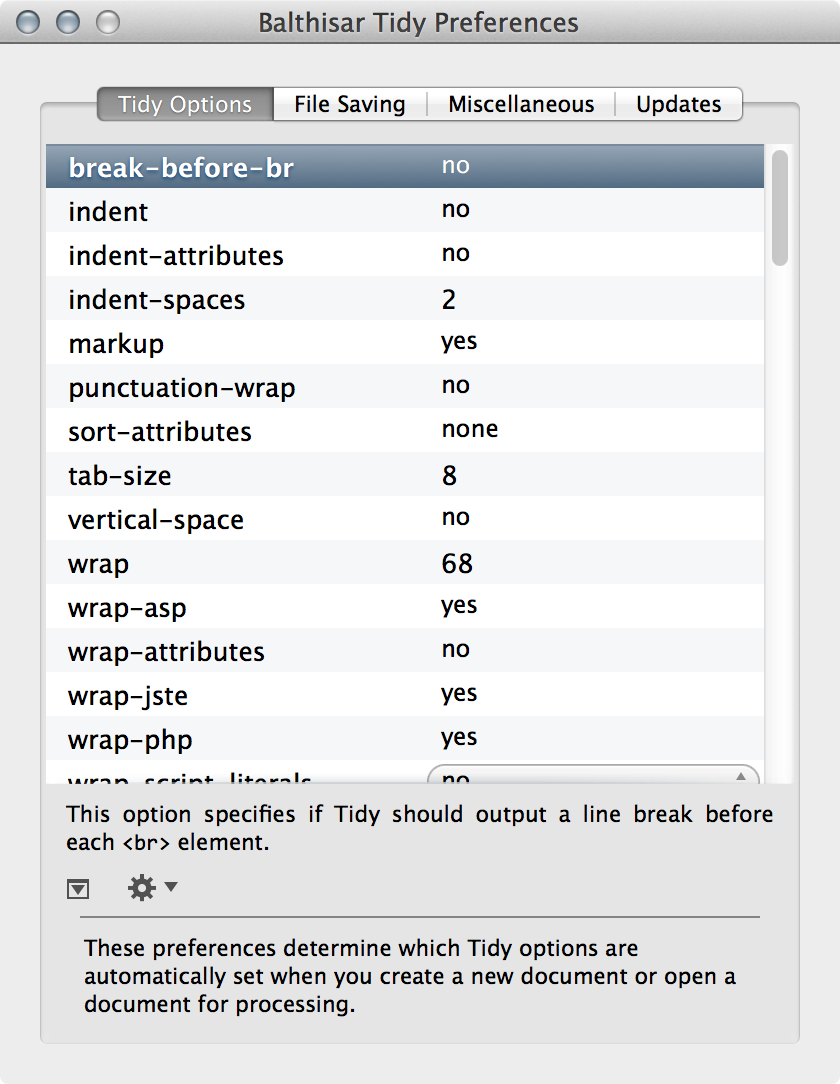 Balthisar Tidy Preferences
Tidy Options File Saving Miscellaneous Updates
break-before-br no
indent no
indent-attributes no
indent-spaces 2
markup yes
punctuation-wrap no
sort-attributes none
tab-size 8
vertical-space no
wrap 68
wrap-asp yes
wrap-attributes no
wrap-jste yes
wrap-php yes
wrap-script-literals no
This option specifies if Tidy should output a line break before
each <br> element.
These preferences determine which Tidy options are
automatically set when you create a new document or open a
document for processing.